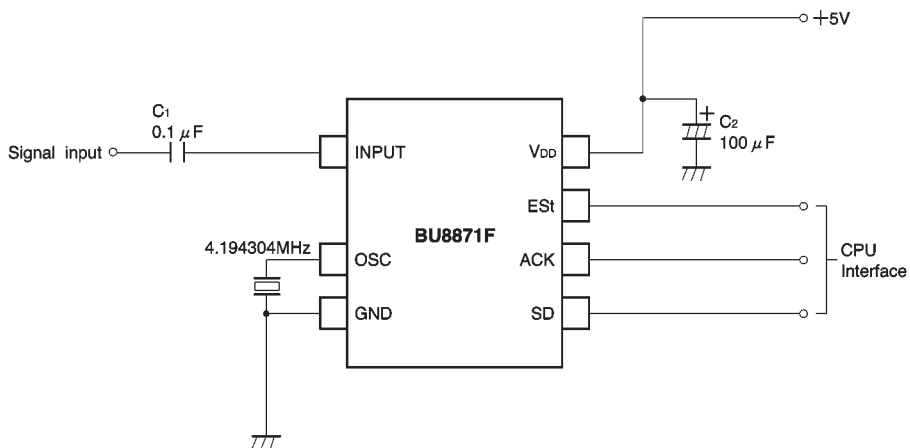 +5V
C1
0.1 μF
Signal input
INPUT
VDD
+
C2
100 μF
ESt
BU8871F
4.194304MHz
OSC
ACK
CPU
Interface
GND
SD